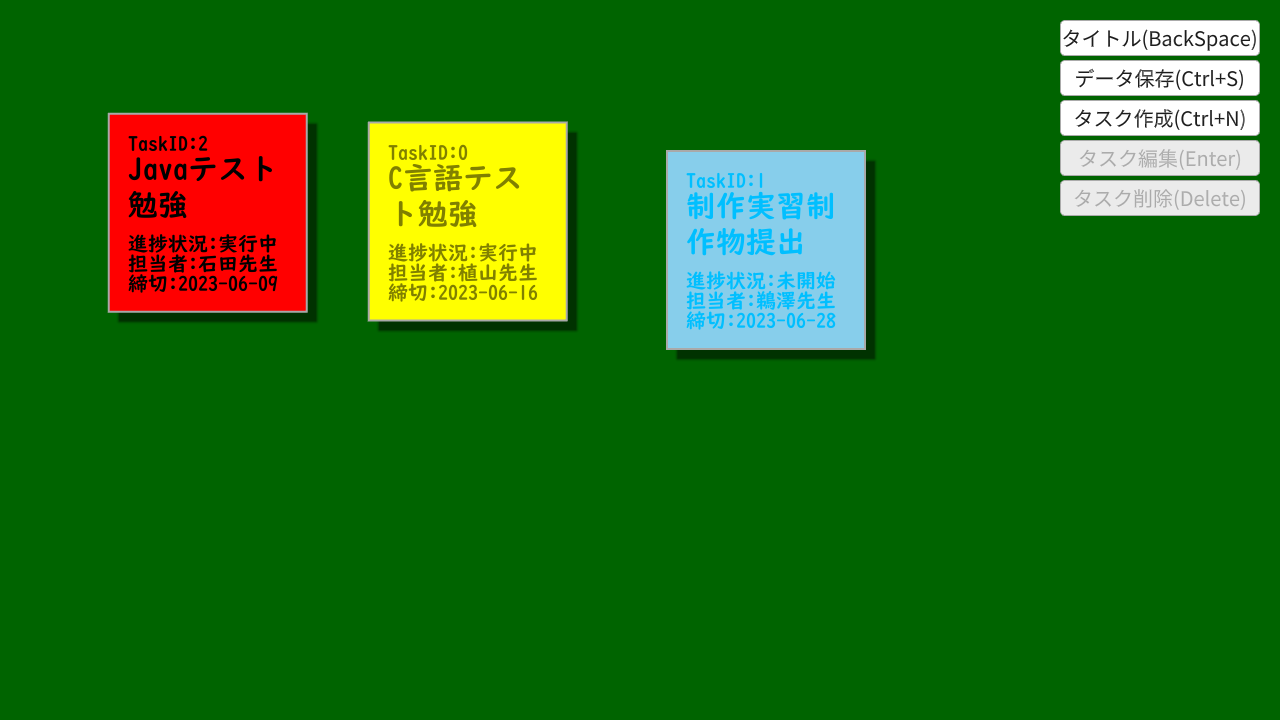 タイトル(BackSpace)
データ保存(Ctrl+S)
タスク作成(Ctrl+N)
タスク編集(Enter)
タスク削除(Delete)
TaskID:2
Javaテスト
勉強
進捗状況:実行中
担当者:石田先生
締切:2023-06-09
TaskID:0
C言語テス
ト勉強
進捗状況:実行中
担当者:植山先生
締切:2023-06-16
TaskID:1
制作実習制
作物提出
進捗状況:未開始
担当者:鵜澤先生
締切:2023-06-28